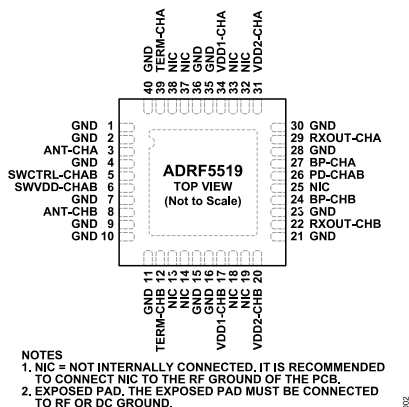 40 GND
39 TERM-CHA
38 NIC
37 NIC
36 GND
35 GND
34 VDD1-CHA
33 NIC
32 NIC
31 VDD2-CHA
GND 1
GND 2
ANT-CHA 3
GND 4
SWCTRL-CHAB 5
SWVDD-CHAB 6
GND 7
ANT-CHB 8
GND 9
GND 10
ADRF5519
TOP VIEW
(Not to Scale)
30 GND
29 RXOUT-CHA
28 GND
27 BP-CHA
26 PD-CHAB
25 NIC
24 BP-CHB
23 GND
22 RXOUT-CHB
21 GND
GND 11
TERM-CHB 12
NIC 13
NIC 14
GND 15
GND 16
VDD1-CHB 17
NIC 18
NIC 19
VDD2-CHB 20
NOTES
1. NIC = NOT INTERNALLY CONNECTED. IT IS RECOMMENDED
TO CONNECT NIC TO THE RF GROUND OF THE PCB.
2. EXPOSED PAD. THE EXPOSED PAD MUST BE CONNECTED
TO RF OR DC GROUND.
002